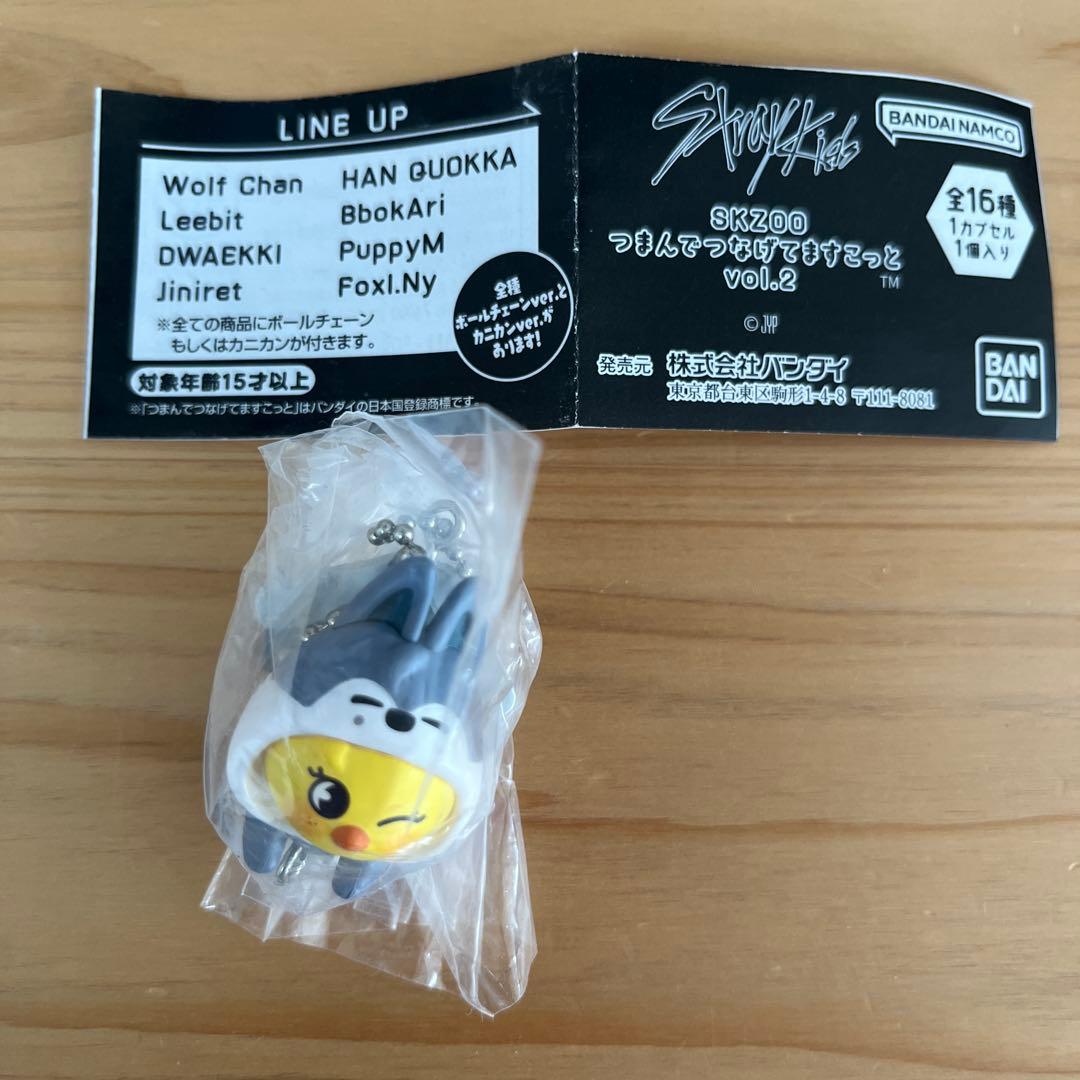 LINE UP
Wolf Chan
Leebit
DWAEKKI
Jiniret
HAN QUOKKA
BbokAri
PuppyM
FoxI.Ny
※全ての商品にボールチェーン
もしくはカニカンが付きます。
全種
ボールチェーンver.と
カニカンver.が
あります!
対象年齢15才以上
※「つまんでつなげてますこっと」はバンダイの日本国登録商標です。
Stray Kids
BANDAI NAMCO
SKZOO
つまんでつなげてますこっと
vol.2
TM
全16種
1カプセル
1個入り
© JYP
発売元 株式会社バンダイ
東京都台東区駒形1-4-8 〒111-8081
BAN
DAI